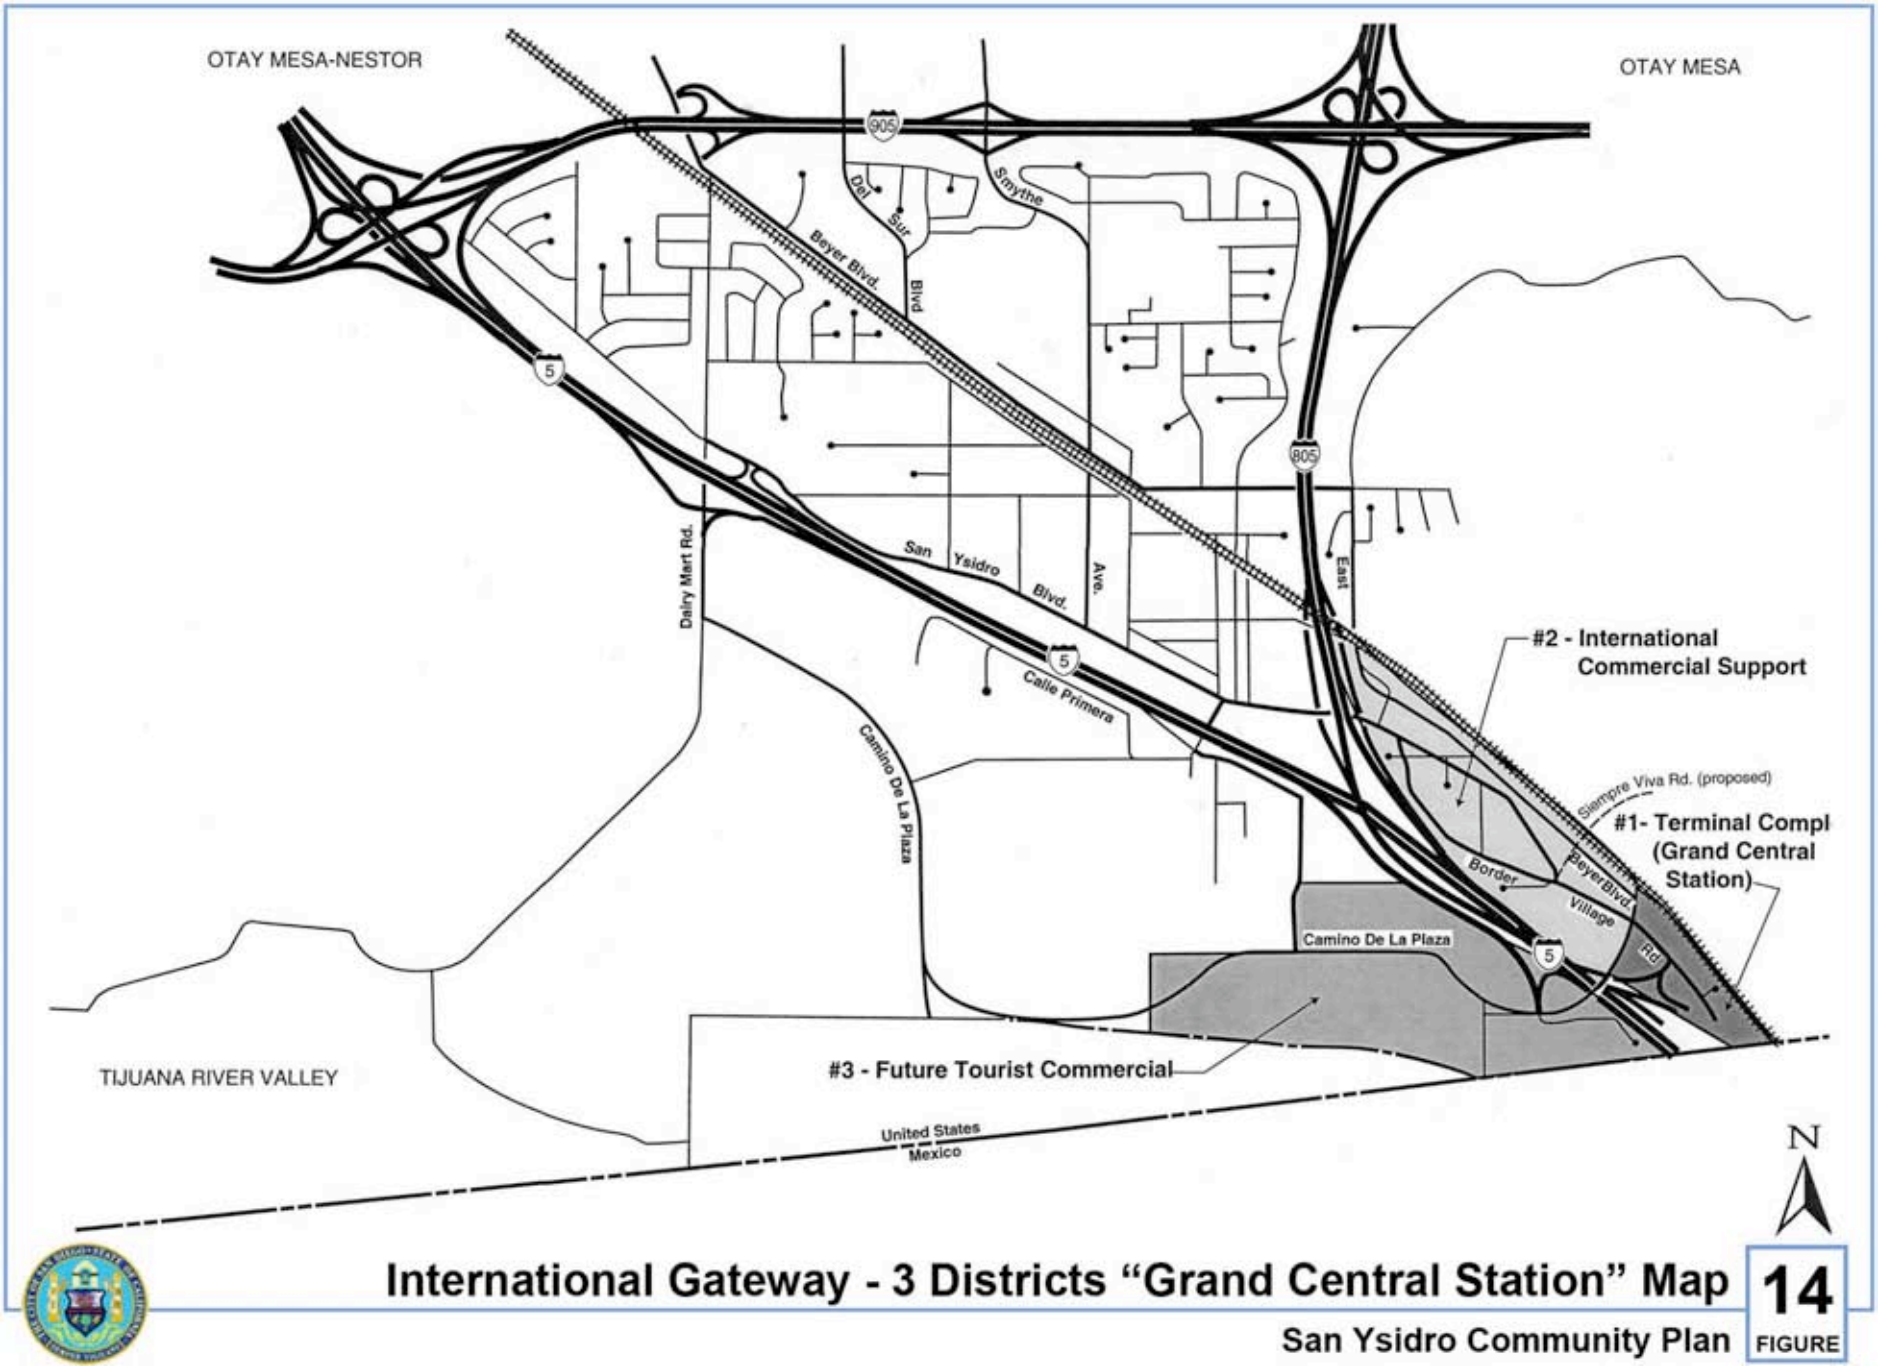 OTAY MESA-NESTOR
OTAY MESA
905
Del
Sur
Blvd
Smythe
Beyer Blvd.
5
805
San
Ysidro
Blvd.
Ave.
East
Dairy Mart Rd.
#2 - International
Commercial Support
5
Calle Primera
Camino De La Plaza
Siempre Viva Rd. (proposed)
#1- Terminal Compl
(Grand Central
Station)
Border
Village
Rd
BeyerBlvd.
Camino De La Plaza
5
#3 - Future Tourist Commercial
TIJUANA RIVER VALLEY
United States
Mexico
N
International Gateway - 3 Districts “Grand Central Station” Map
San Ysidro Community Plan
14
FIGURE